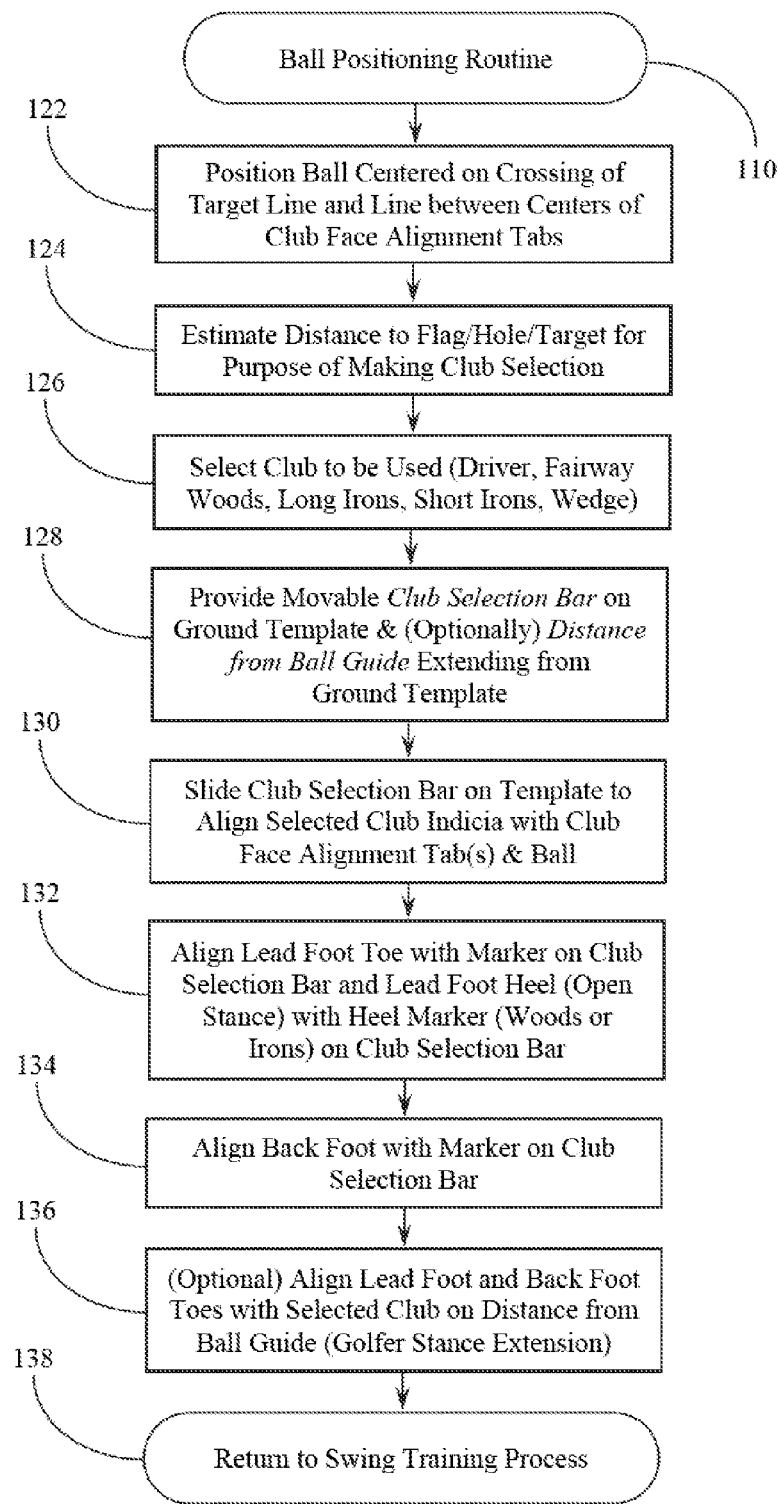 Ball Positioning Routine
110
122
Position Ball Centered on Crossing of
Target Line and Line between Centers of
Club Face Alignment Tabs
124
Estimate Distance to Flag/Hole/Target for
Purpose of Making Club Selection
126
Select Club to be Used (Driver, Fairway
Woods, Long Irons, Short Irons, Wedge)
128
Provide Movable Club Selection Bar on
Ground Template & (Optionally) Distance
from Ball Guide Extending from
Ground Template
130
Slide Club Selection Bar on Template to
Align Selected Club Indicia with Club
Face Alignment Tab(s) & Ball
132
Align Lead Foot Toe with Marker on Club
Selection Bar and Lead Foot Heel (Open
Stance) with Heel Marker (Woods or
Irons) on Club Selection Bar
134
Align Back Foot with Marker on Club
Selection Bar
136
(Optional) Align Lead Foot and Back Foot
Toes with Selected Club on Distance from
Ball Guide (Golfer Stance Extension)
138
Return to Swing Training Process